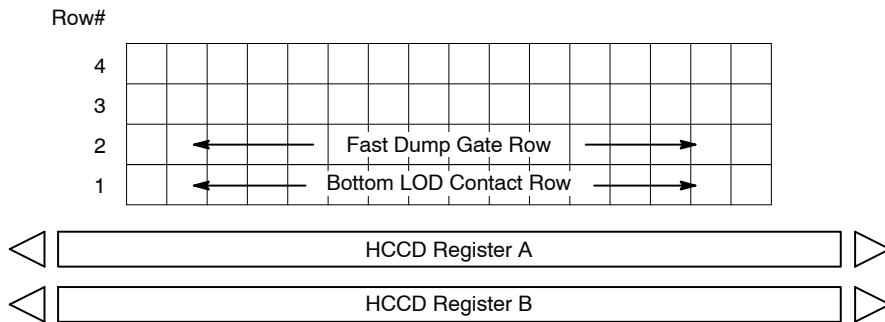 Row#
4
3
2 Fast Dump Gate Row
1 Bottom LOD Contact Row
HCCD Register A
HCCD Register B